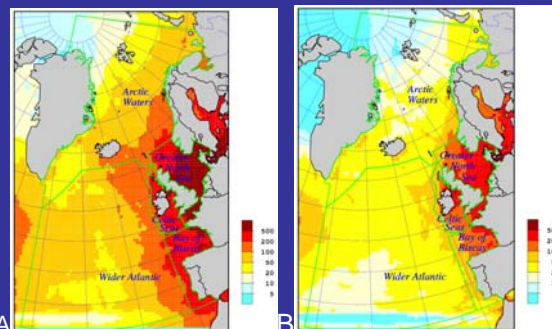 Arctic
Waters
Greater
North
Sea
Celtic
Seas
Bay of
Biscay
Wider Atlantic
500
200
100
50
20
10
5
A
Arctic
Waters
Greater
North
Sea
Celtic
Seas
Bay of
Biscay
Wider Atlantic
B